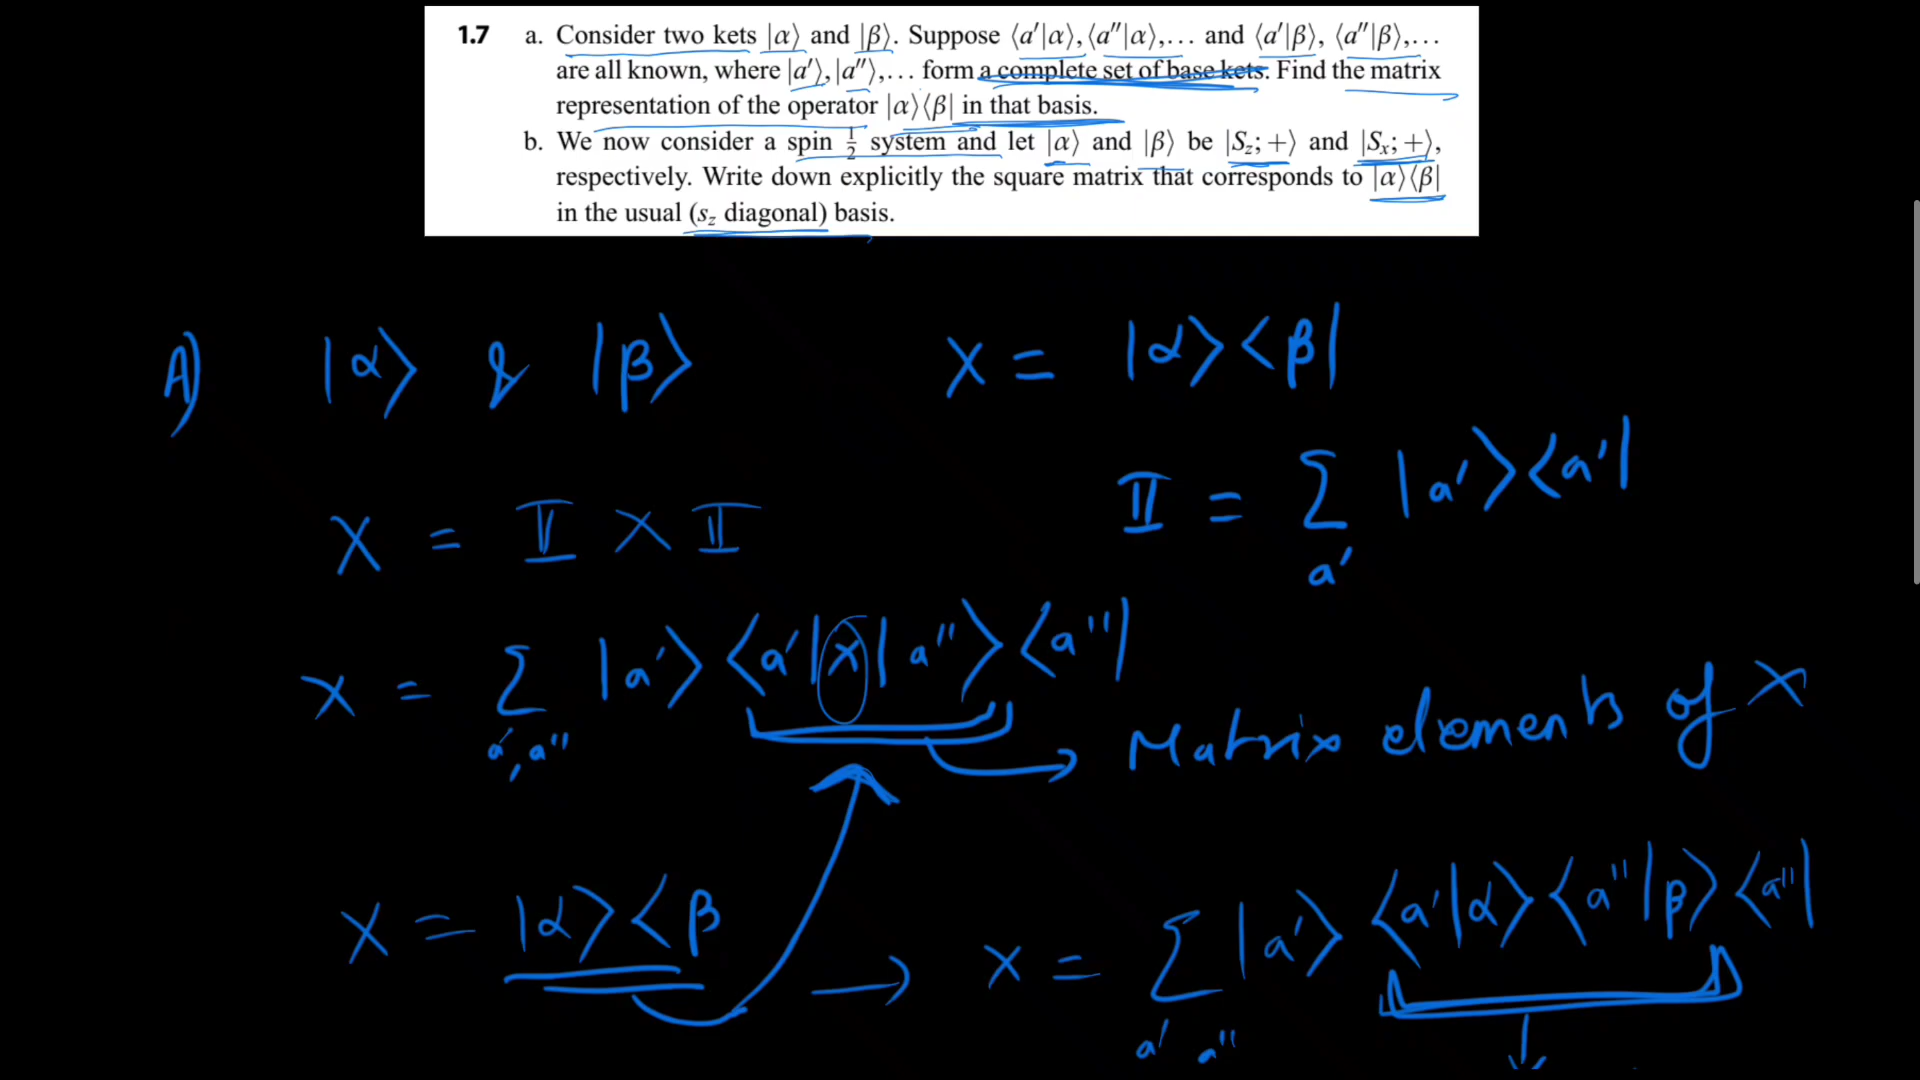 1.7 a. Consider two kets |α⟩ and |β⟩. Suppose ⟨a′|α⟩,⟨a″|α⟩,... and ⟨a′|β⟩, ⟨a″|β⟩,...
are all known, where |a′⟩,|a″⟩,... form a complete set of base kets. Find the matrix
representation of the operator |α⟩⟨β| in that basis.
b. We now consider a spin 1/2 system and let |α⟩ and |β⟩ be |S_z;+⟩ and |S_x;+⟩,
respectively. Write down explicitly the square matrix that corresponds to |α⟩⟨β|
in the usual (s_z diagonal) basis.
A) |α⟩ & |β⟩ X = |α⟩⟨β|
X = 𝕀 X 𝕀
𝕀 = Σ |a′⟩⟨a′|
a′
X = Σ |a′⟩ ⟨a′|X|a″⟩ ⟨a″|
a′, a″
→ Matrix elements of X
X = |α⟩⟨β → X = Σ |a′⟩ ⟨a′|α⟩ ⟨a″|β⟩ ⟨a″|
a′ a″